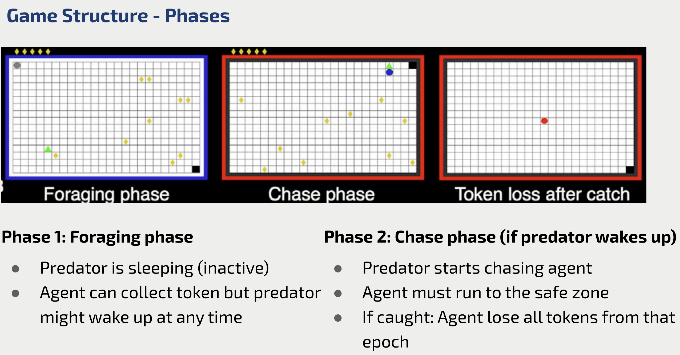 Game Structure - Phases
Foraging phase
Chase phase
Token loss after catch
Phase 1: Foraging phase
● Predator is sleeping (inactive)
● Agent can collect token but predator
might wake up at any time
Phase 2: Chase phase (if predator wakes up)
● Predator starts chasing agent
● Agent must run to the safe zone
● If caught: Agent lose all tokens from that
epoch